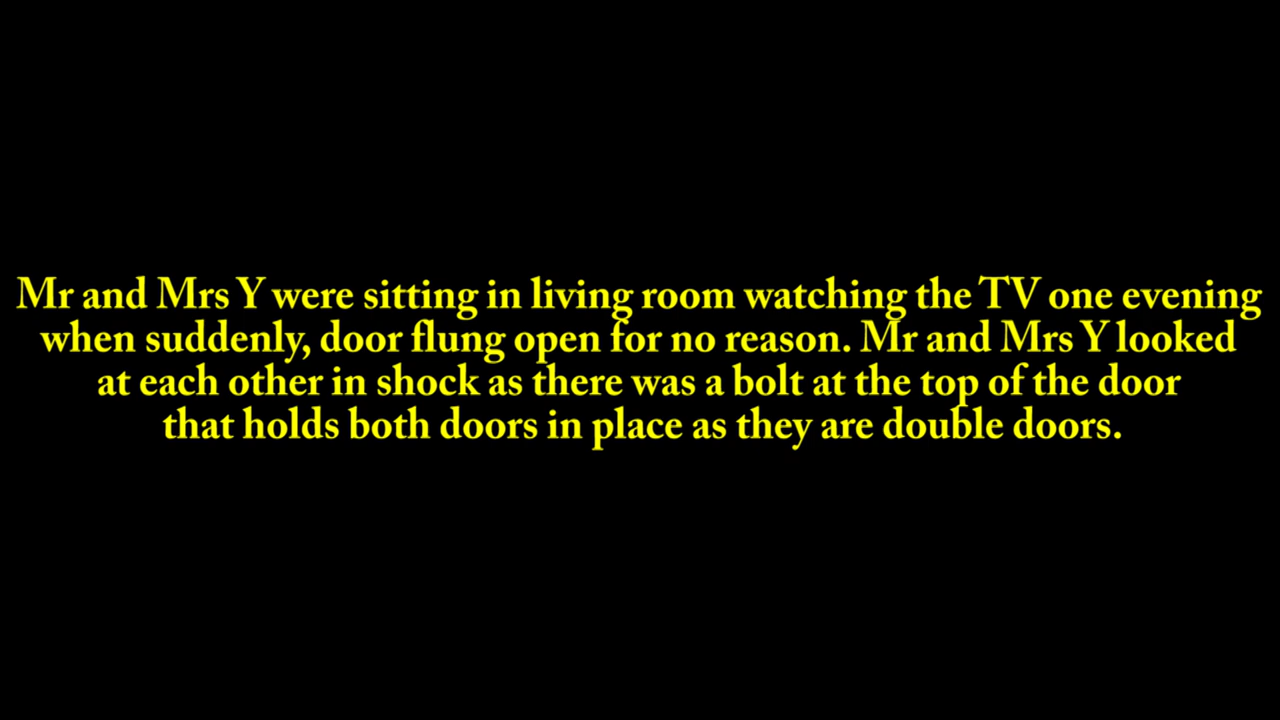 Mr and Mrs Y were sitting in living room watching the TV one evening
when suddenly, door flung open for no reason. Mr and Mrs Y looked
at each other in shock as there was a bolt at the top of the door
that holds both doors in place as they are double doors.